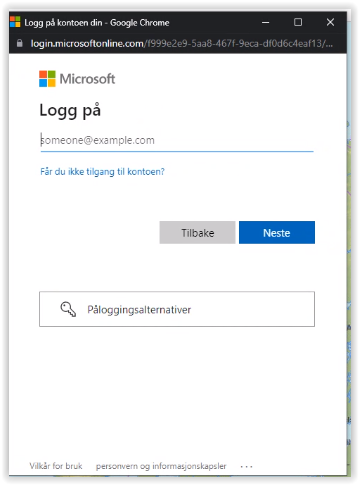 Logg på kontoen din - Google Chrome
login.microsoftonline.com/f999e2e9-5aa8-467f-9eca-df0d6c4eaf13/...
Microsoft
Logg på
someone@example.com
Får du ikke tilgang til kontoen?
Tilbake
Neste
Påloggingsalternativer
Vilkår for bruk personvern og informasjonskapsler ...